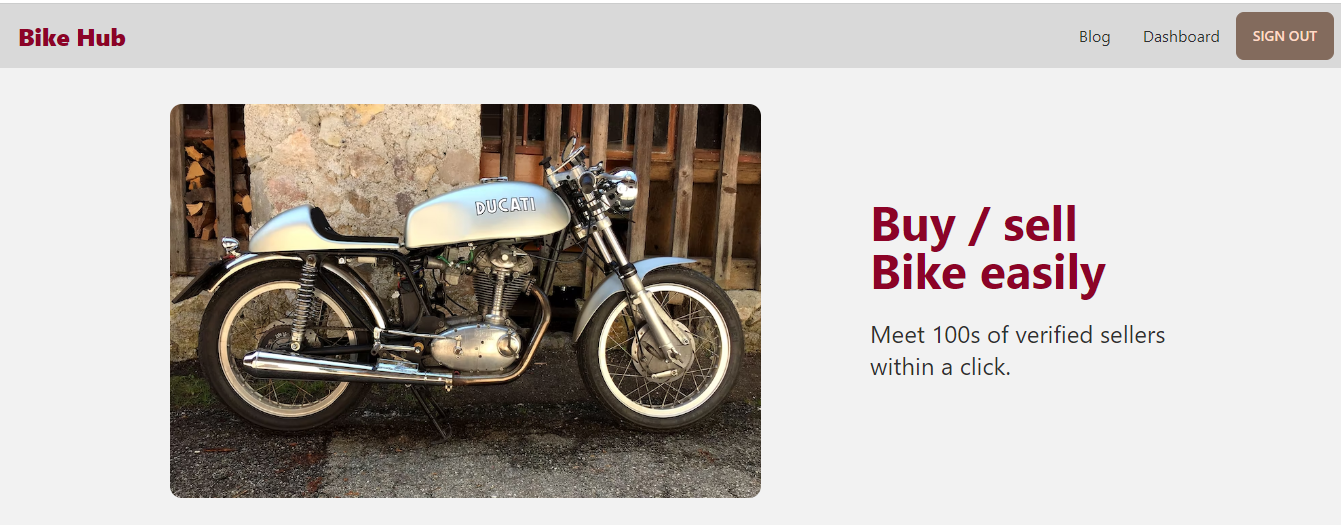 Bike Hub
Blog
Dashboard
SIGN OUT
DUCATI
Buy / sell
Bike easily
Meet 100s of verified sellers
within a click.